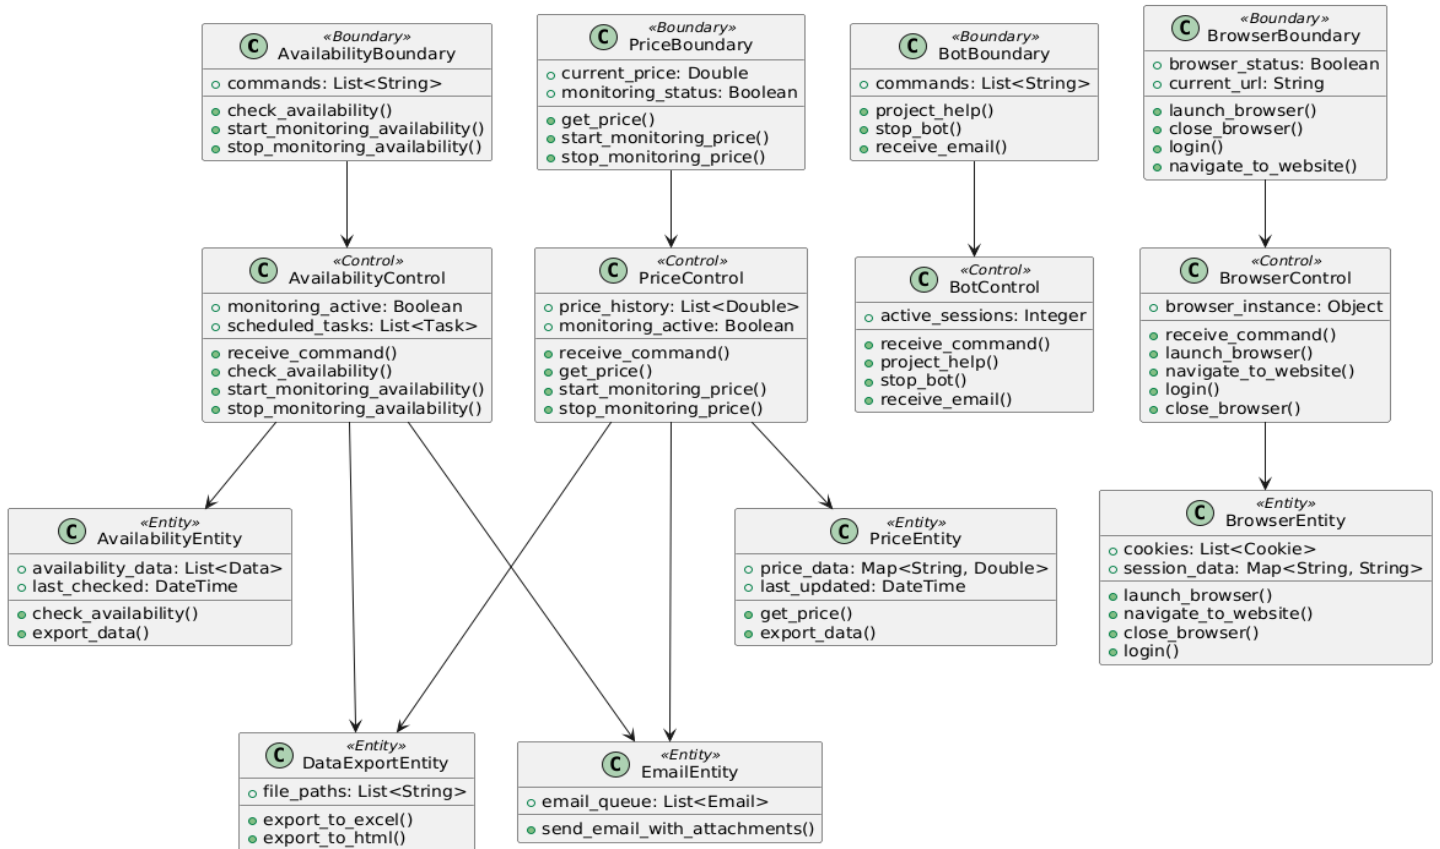 «Boundary»
C AvailabilityBoundary
commands: List<String>
check_availability()
start_monitoring_availability()
stop_monitoring_availability()
«Boundary»
C PriceBoundary
current_price: Double
monitoring_status: Boolean
get_price()
start_monitoring_price()
stop_monitoring_price()
«Boundary»
C BotBoundary
commands: List<String>
project_help()
stop_bot()
receive_email()
«Boundary»
C BrowserBoundary
browser_status: Boolean
current_url: String
launch_browser()
close_browser()
login()
navigate_to_website()
«Control»
C AvailabilityControl
monitoring_active: Boolean
scheduled_tasks: List<Task>
receive_command()
check_availability()
start_monitoring_availability()
stop_monitoring_availability()
«Control»
C PriceControl
price_history: List<Double>
monitoring_active: Boolean
receive_command()
get_price()
start_monitoring_price()
stop_monitoring_price()
«Control»
C BotControl
active_sessions: Integer
receive_command()
project_help()
stop_bot()
receive_email()
«Control»
C BrowserControl
browser_instance: Object
receive_command()
launch_browser()
navigate_to_website()
login()
close_browser()
«Entity»
C AvailabilityEntity
availability_data: List<Data>
last_checked: DateTime
check_availability()
export_data()
«Entity»
C PriceEntity
price_data: Map<String, Double>
last_updated: DateTime
get_price()
export_data()
«Entity»
C BrowserEntity
cookies: List<Cookie>
session_data: Map<String, String>
launch_browser()
navigate_to_website()
close_browser()
login()
«Entity»
C DataExportEntity
file_paths: List<String>
export_to_excel()
export_to_html()
«Entity»
C EmailEntity
email_queue: List<Email>
send_email_with_attachments()